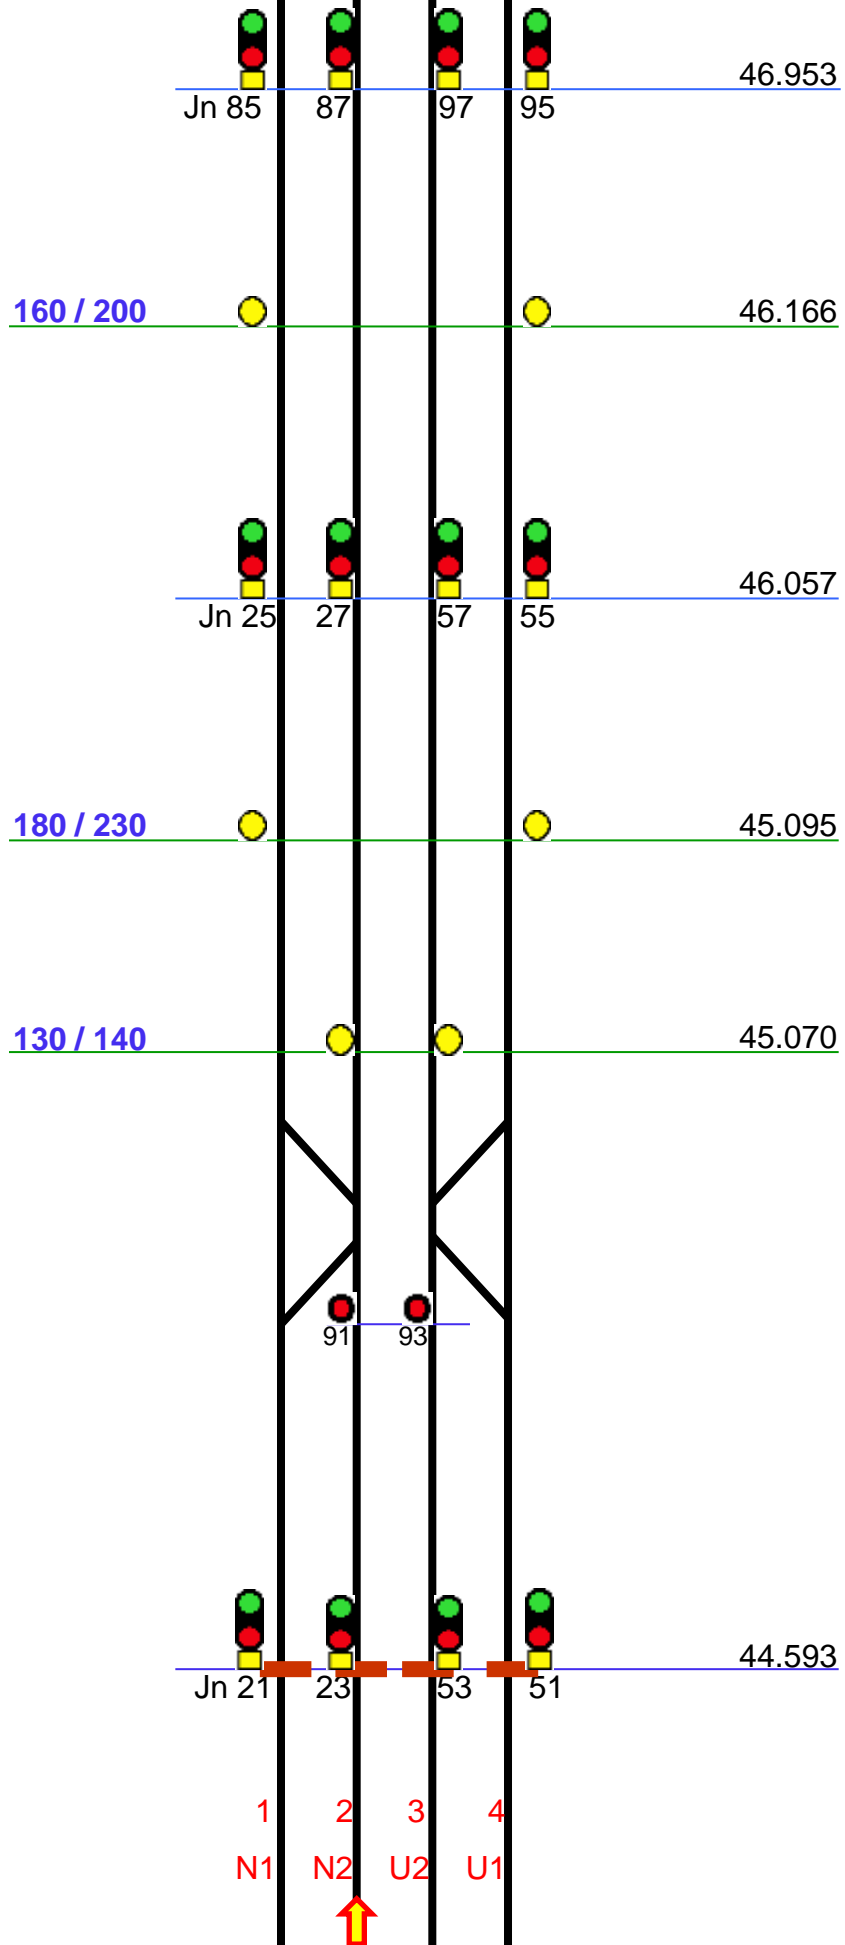 46.953
Jn 85 87 97 95
160 / 200 46.166
46.057
Jn 25 27 57 55
180 / 230 45.095
130 / 140 45.070
91 93
44.593
Jn 21 23 53 51
1 2 3 4
N1 N2 U2 U1